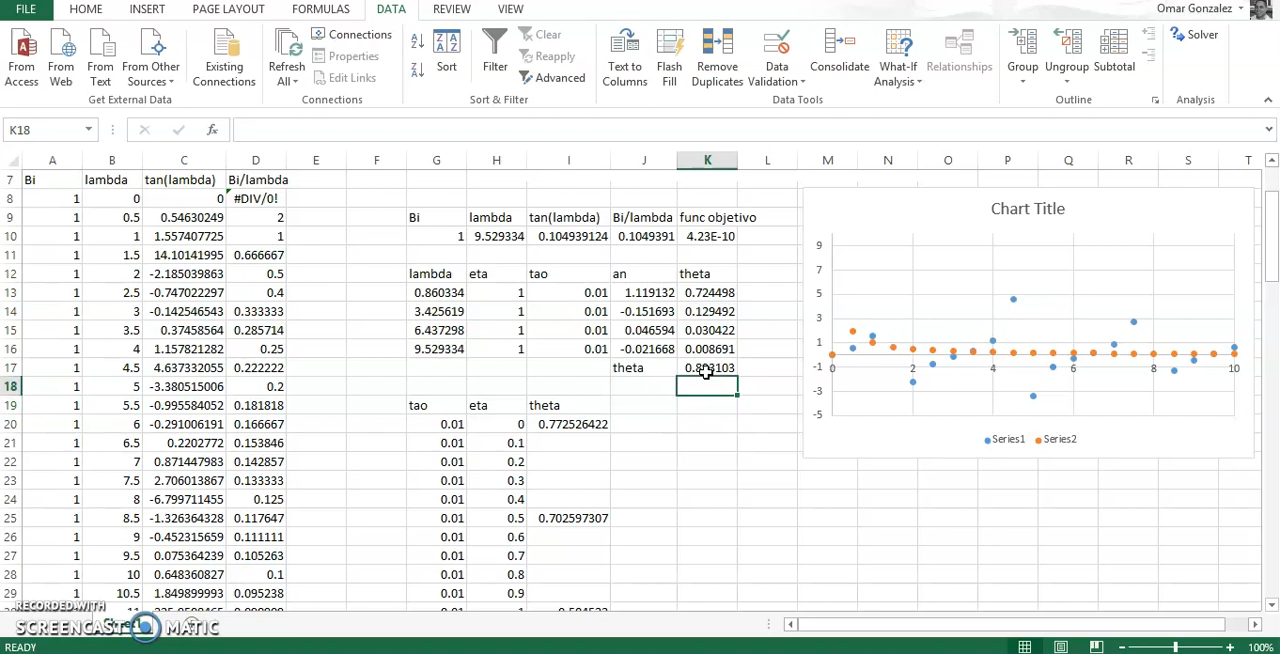 FILE HOME INSERT PAGE LAYOUT FORMULAS DATA REVIEW VIEW Omar Gonzalez
From Access From Web From Text From Other Sources Existing Connections Refresh All Connections Properties Edit Links Sort Filter Clear Reapply Advanced Text to Columns Flash Fill Remove Duplicates Data Validation Consolidate What-If Analysis Relationships Group Ungroup Subtotal Solver
Get External Data Connections Sort & Filter Data Tools Outline Analysis
K18 fx
A B C D E F G H I J K L M N O P Q R S T
7 Bi lambda tan(lambda) Bi/lambda
8 1 0 0 #DIV/0!
9 1 0.5 0.54630249 2 Bi lambda tan(lambda) Bi/lambda func objetivo
10 1 1 1.557407725 1 1 9.529334 0.104939124 0.1049391 4.23E-10
11 1 1.5 14.10141995 0.666667
12 1 2 -2.185039863 0.5 lambda eta tao an theta
13 1 2.5 -0.747022297 0.4 0.860334 1 0.01 1.119132 0.724498
14 1 3 -0.142546543 0.333333 3.425619 1 0.01 -0.151693 0.129492
15 1 3.5 0.37458564 0.285714 6.437298 1 0.01 0.046594 0.030422
16 1 4 1.157821282 0.25 9.529334 1 0.01 -0.021668 0.008691
17 1 4.5 4.637332055 0.222222 theta
18 1 5 -3.380515006 0.2
19 1 5.5 -0.995584052 0.181818 tao eta theta
20 1 6 -0.291006191 0.166667 0.01 0 0.772526422
21 1 6.5 0.2202772 0.153846 0.01 0.1
22 1 7 0.871447983 0.142857 0.01 0.2
23 1 7.5 2.706013867 0.133333 0.01 0.3
24 1 8 -6.799711455 0.125 0.01 0.4
25 1 8.5 -1.326364328 0.117647 0.01 0.5 0.702597307
26 1 9 -0.452315659 0.111111 0.01 0.6
27 1 9.5 0.075364239 0.105263 0.01 0.7
28 1 10 0.648360827 0.1 0.01 0.8
29 1 10.5 1.849899993 0.095238 0.01 0.9
Chart Title
9
7
5
3
1
-1
-3
-5
0 2 4 6 8 10
Series1 Series2
RECORDED WITH
SCREENCAST MATIC
READY 100%